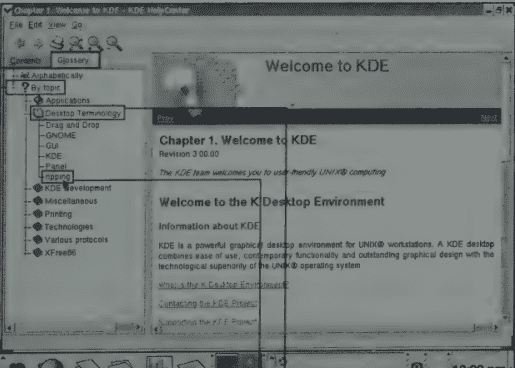 Chapter 1. Welcome to KDE - KDE HelpCenter
File Edit View Go
Contents Glossary
Alphabetically
By topic
Applications
Desktop Terminology
Drag and Drop
GNOME
GUI
KDE
Panel
ripping
KDE Development
Miscellaneous
Printing
Technologies
Various protocols
XFree86
Welcome to KDE
Prev Next
Chapter 1. Welcome to KDE
Revision 3.00.00
The KDE team welcomes you to user-friendly UNIX® computing
Welcome to the K Desktop Environment
Information about KDE
KDE is a powerful graphical desktop environment for UNIX® workstations. A KDE desktop
combines ease of use, contemporary functionality and outstanding graphical design with the
technological superiority of the UNIX® operating system
What is the K Desktop Environment?
Contacting the KDE Project
Supporting the KDE Project